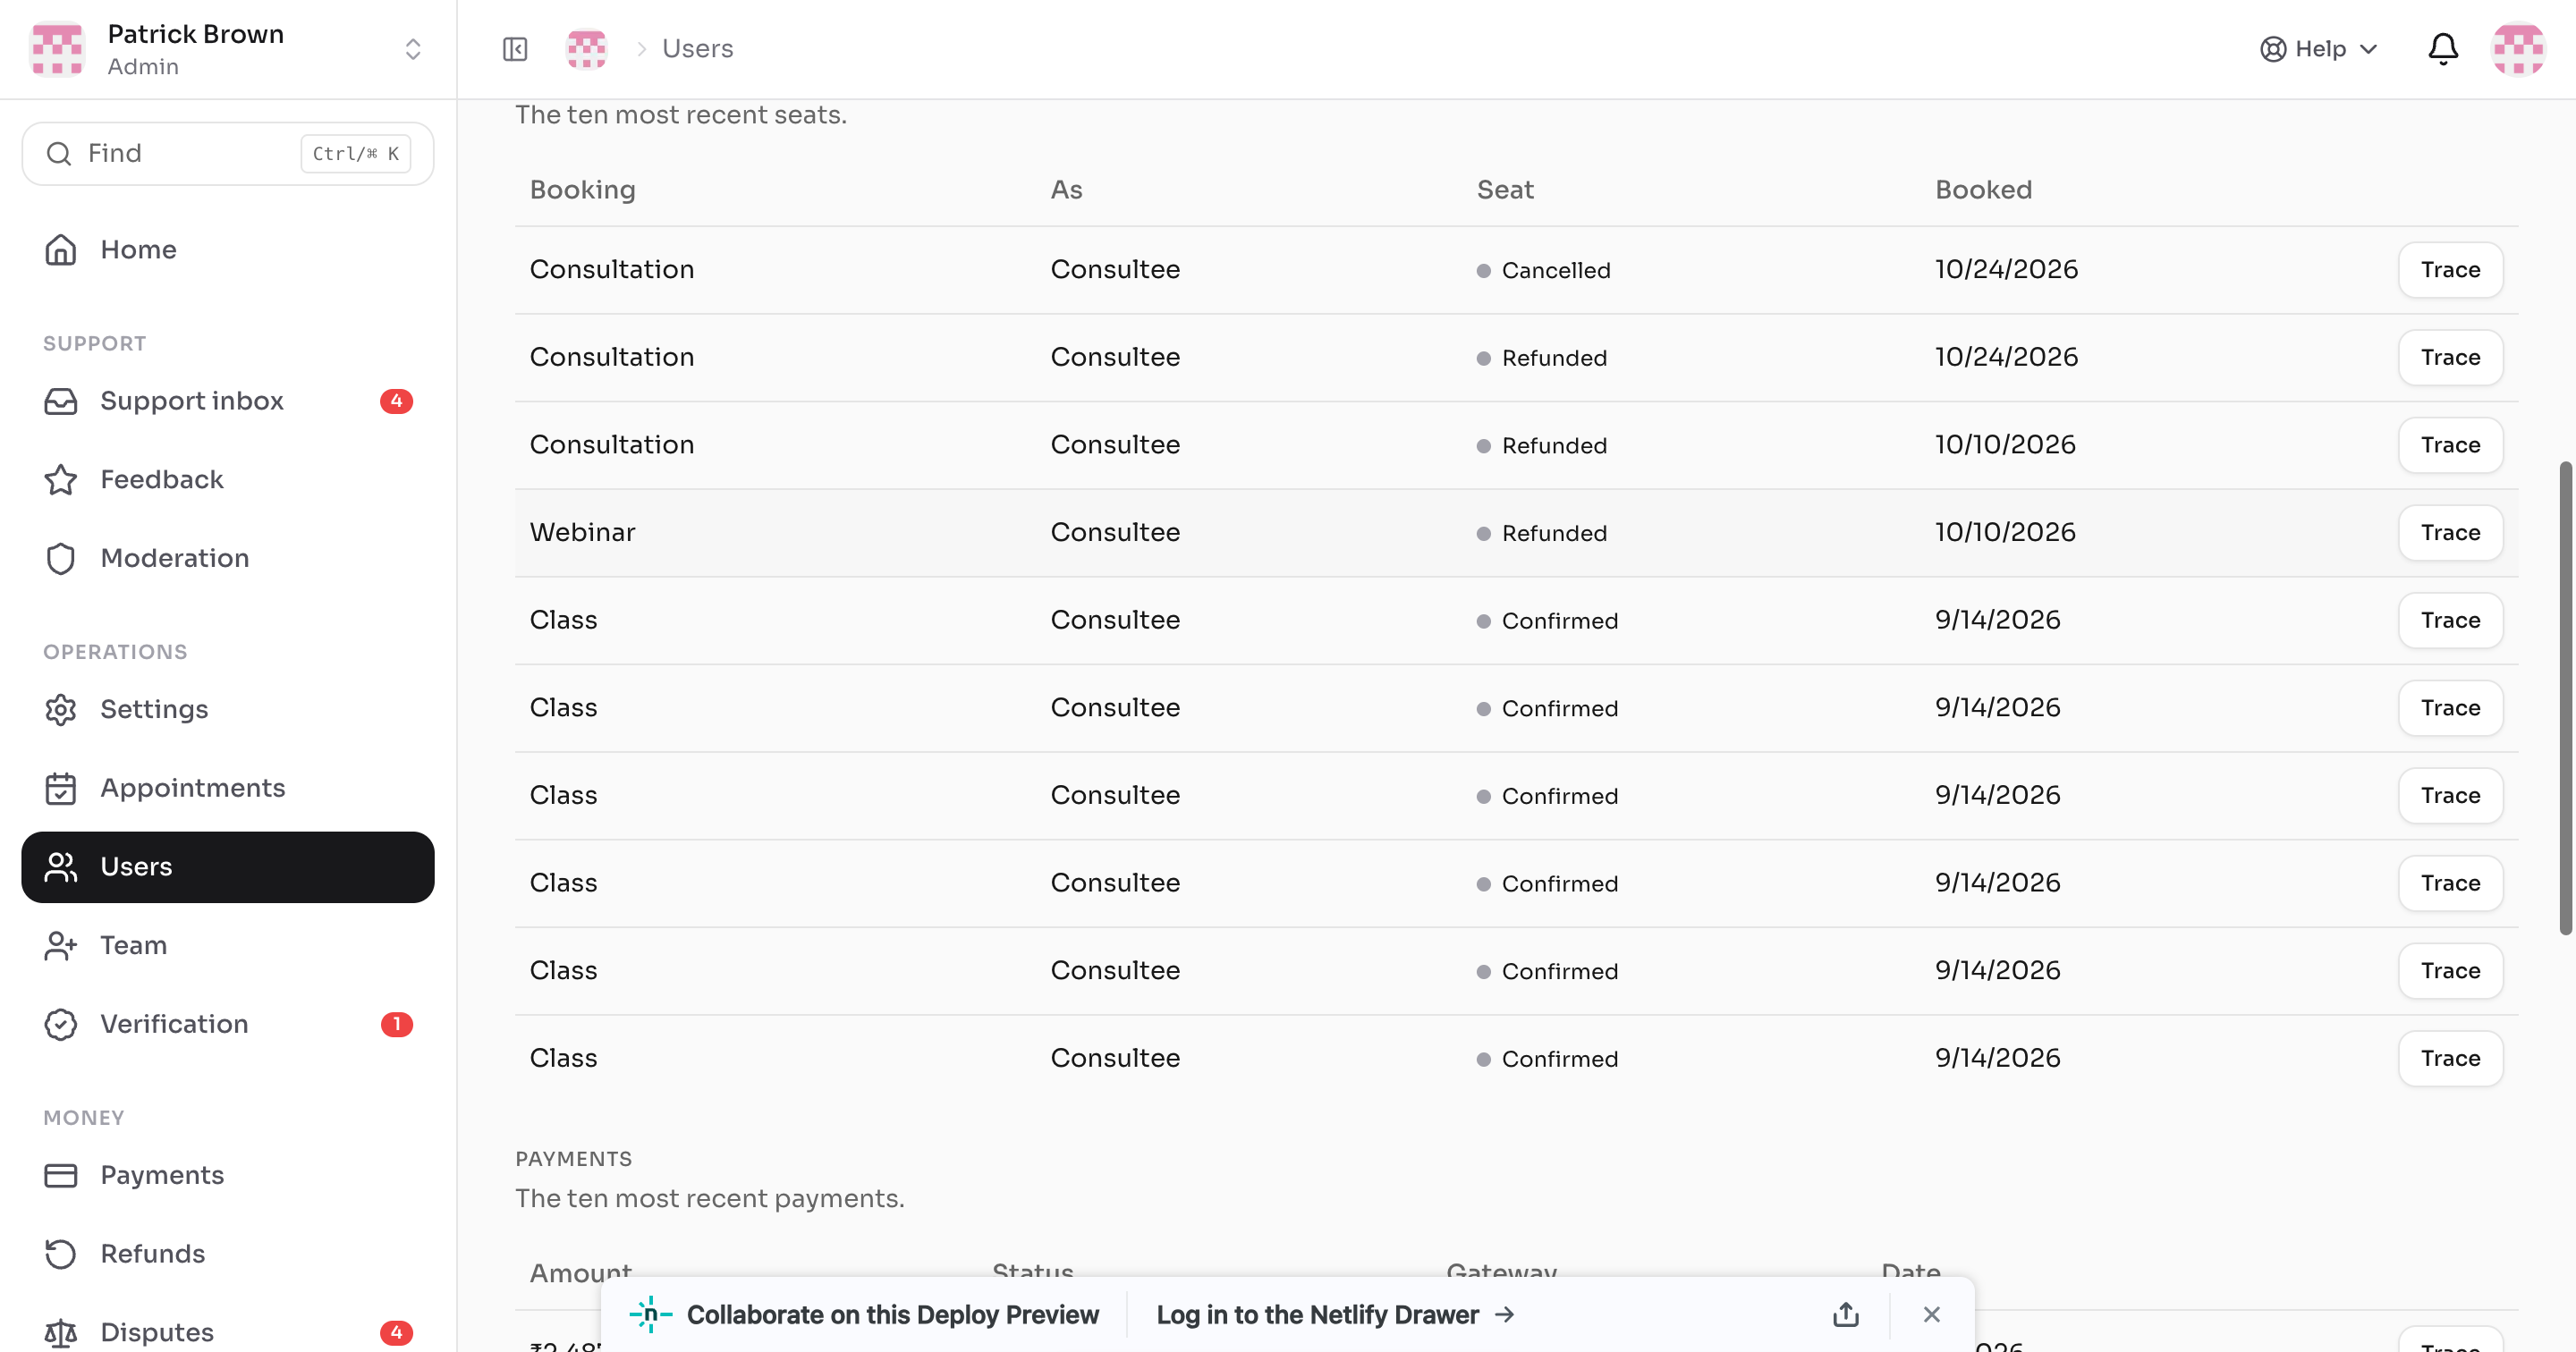 Patrick Brown
Admin
Find
Ctrl/⌘ K
Home
SUPPORT
Support inbox 4
Feedback
Moderation
OPERATIONS
Settings
Appointments
Users
Team
Verification 1
MONEY
Payments
Refunds
Disputes 4
Users
Help
The ten most recent seats.
Booking As Seat Booked
Consultation Consultee Cancelled 10/24/2026 Trace
Consultation Consultee Refunded 10/24/2026 Trace
Consultation Consultee Refunded 10/10/2026 Trace
Webinar Consultee Refunded 10/10/2026 Trace
Class Consultee Confirmed 9/14/2026 Trace
Class Consultee Confirmed 9/14/2026 Trace
Class Consultee Confirmed 9/14/2026 Trace
Class Consultee Confirmed 9/14/2026 Trace
Class Consultee Confirmed 9/14/2026 Trace
Class Consultee Confirmed 9/14/2026 Trace
PAYMENTS
The ten most recent payments.
Amount Status Gateway Date
Collaborate on this Deploy Preview
Log in to the Netlify Drawer →
Trace